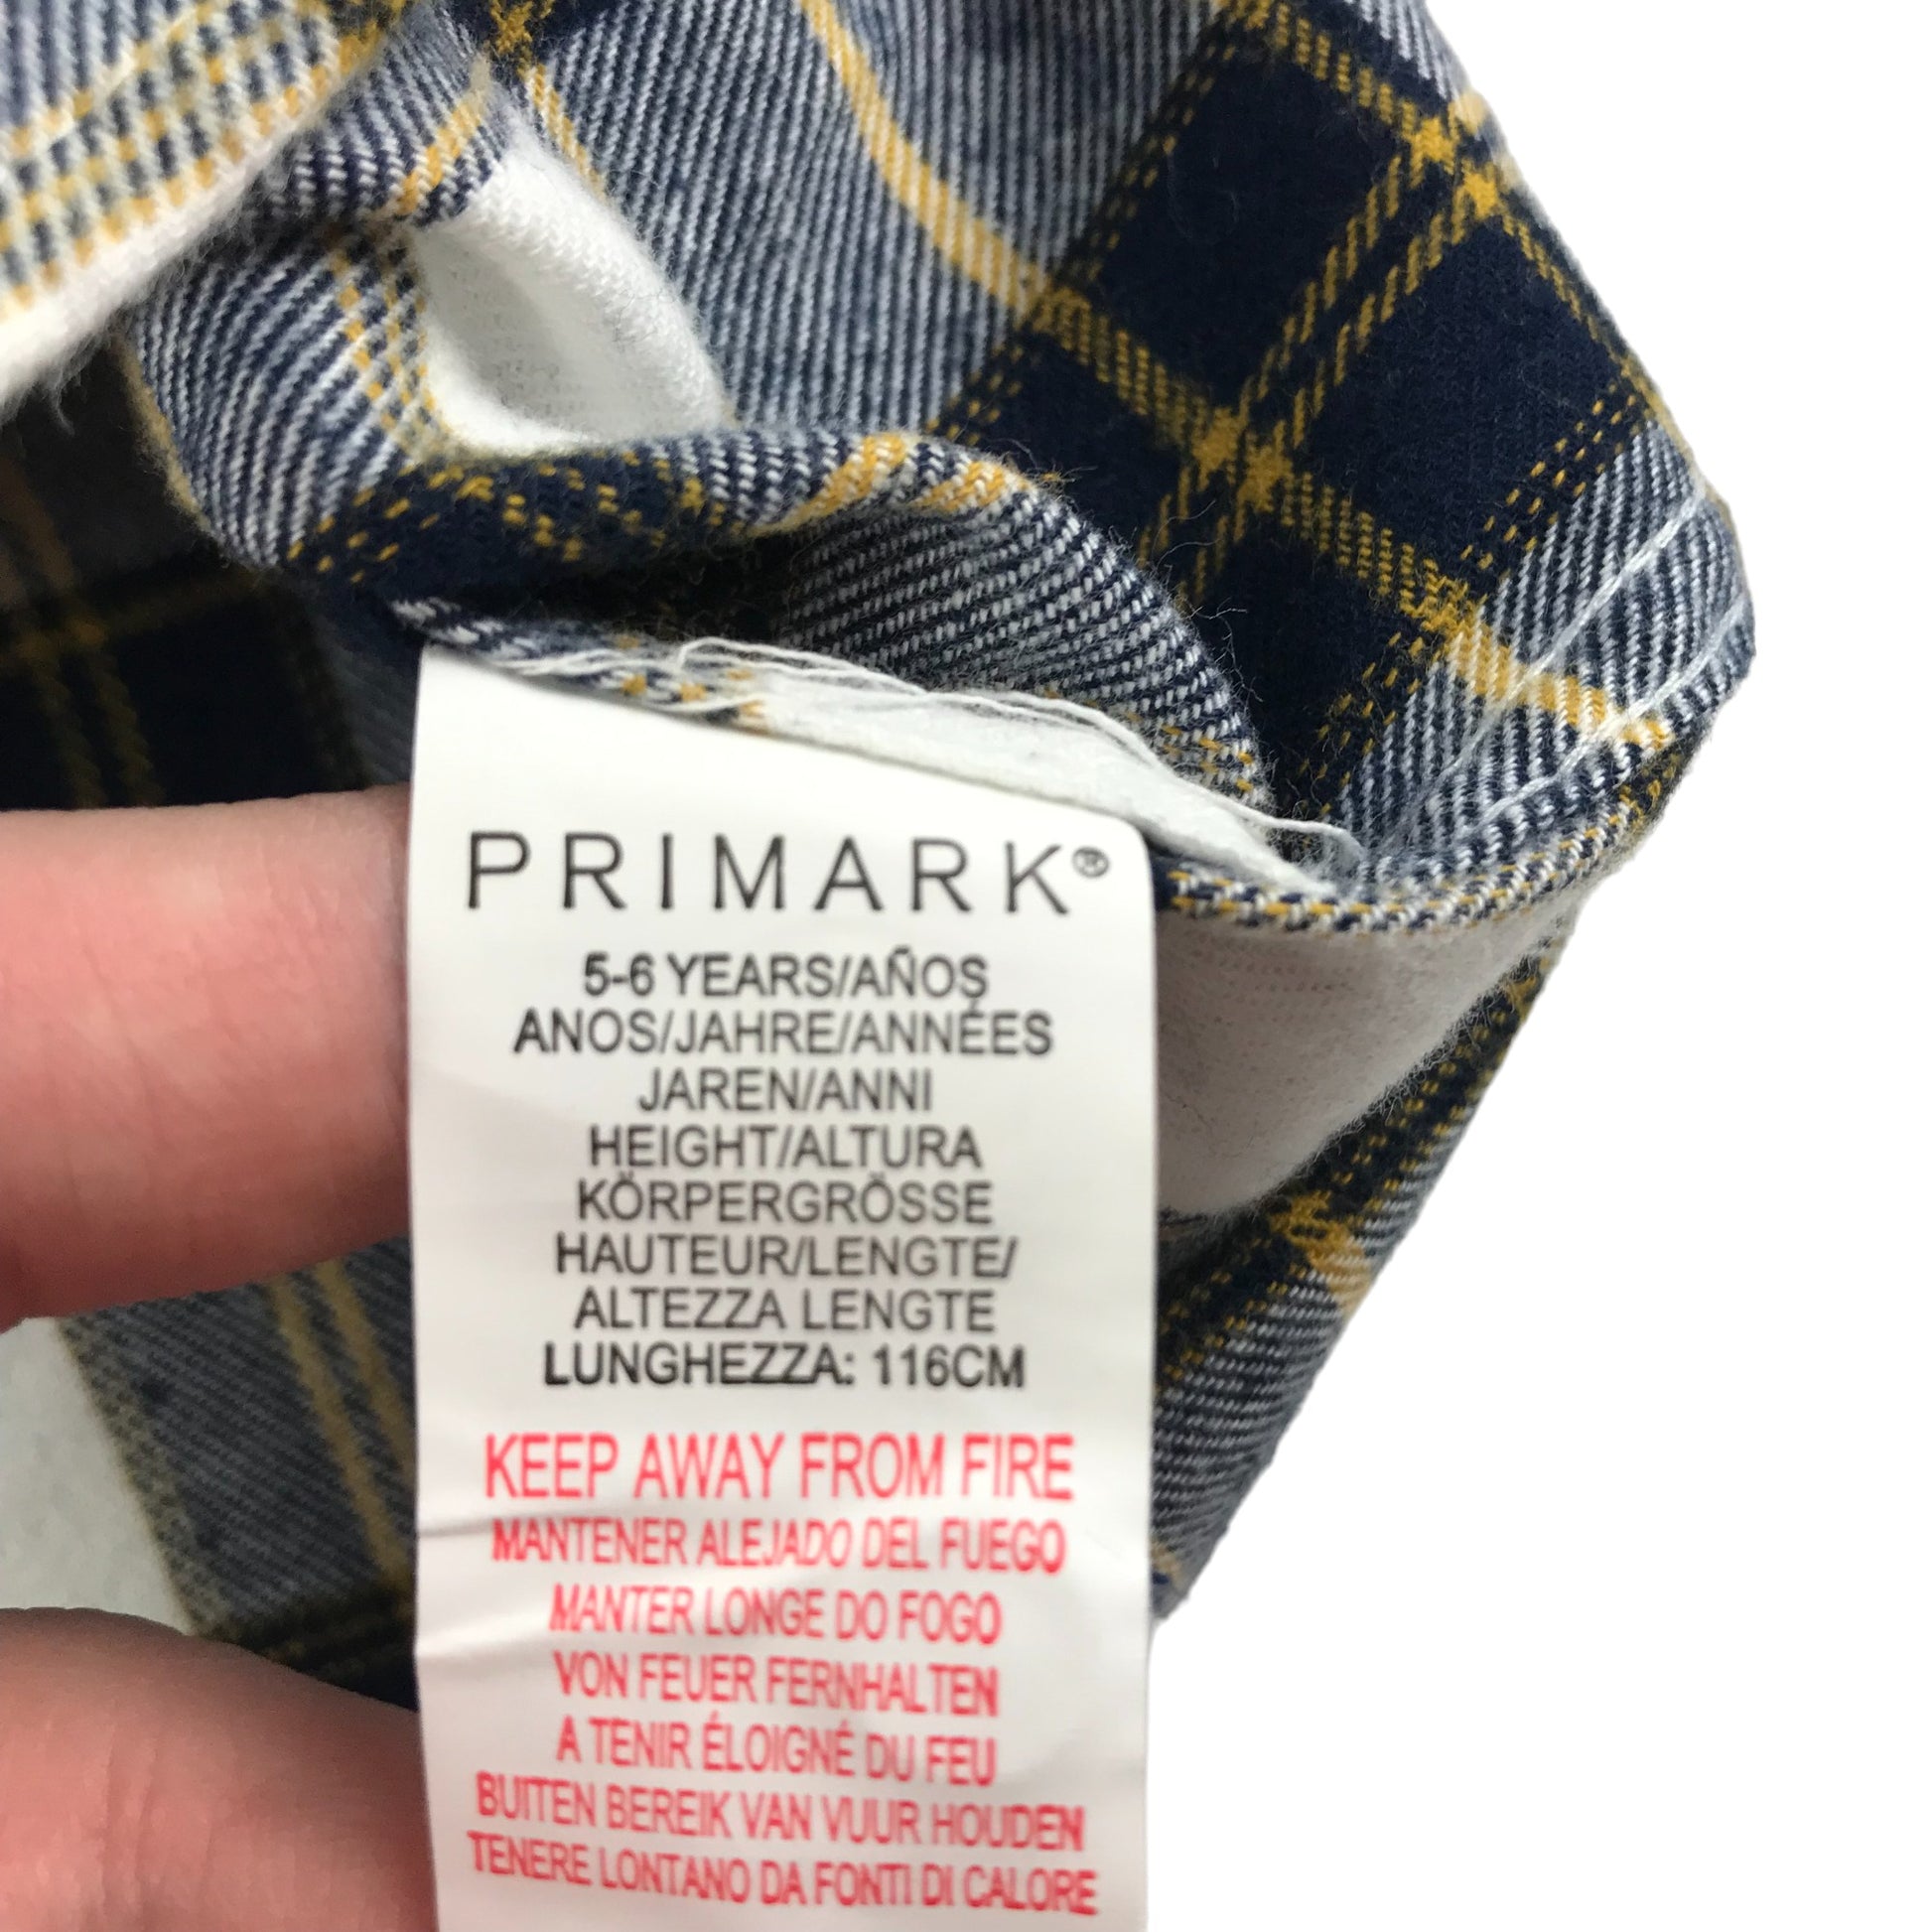 PRIMARK®
5-6 YEARS/AÑOS
ANOS/JAHRE/ANNÉES
JAREN/ANNI
HEIGHT/ALTURA
KÖRPERGRÖSSE
HAUTEUR/LENGTE/
ALTEZZA LENGTE
LUNGHEZZA: 116CM
KEEP AWAY FROM FIRE
MANTENER ALEJADO DEL FUEGO
MANTER LONGE DO FOGO
VON FEUER FERNHALTEN
A TENIR ÉLOIGNÉ DU FEU
BUITEN BEREIK VAN VUUR HOUDEN
TENERE LONTANO DA FONTI DI CALORE